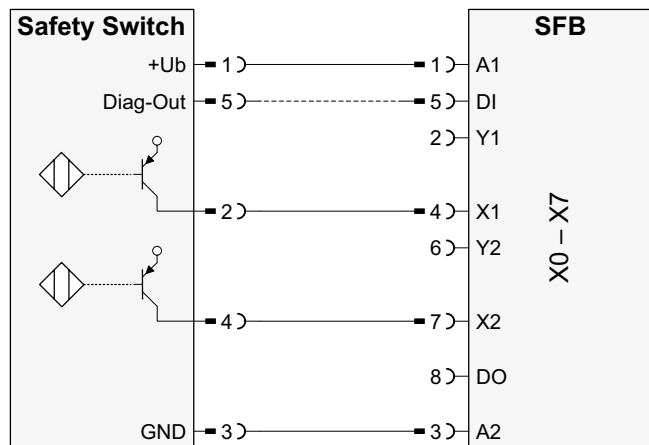 Safety Switch SFB
+Ub 1 1 A1
Diag-Out 5 5 DI
2 Y1
2 4 X1
6 Y2
4 7 X2
8 DO
GND 3 3 A2
X0 – X7